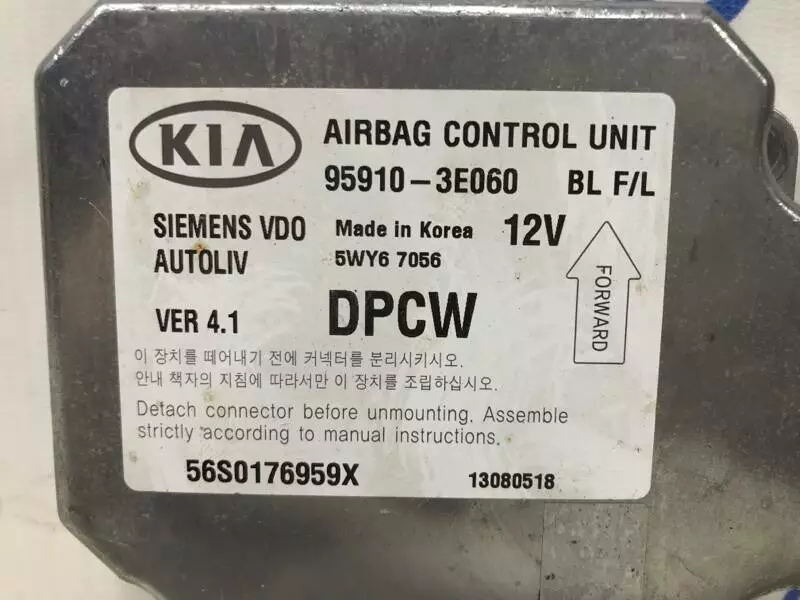 KIA AIRBAG CONTROL UNIT
95910-3E060 BL F/L
SIEMENS VDO Made in Korea 12V
AUTOLIV 5WY6 7056
FORWARD
VER 4.1 DPCW
이 장치를 떼어내기 전에 커넥터를 분리시키시오.
안내 책자의 지침에 따라서만 이 장치를 조립하십시오.
Detach connector before unmounting. Assemble
strictly according to manual instructions.
56S0176959X 13080518